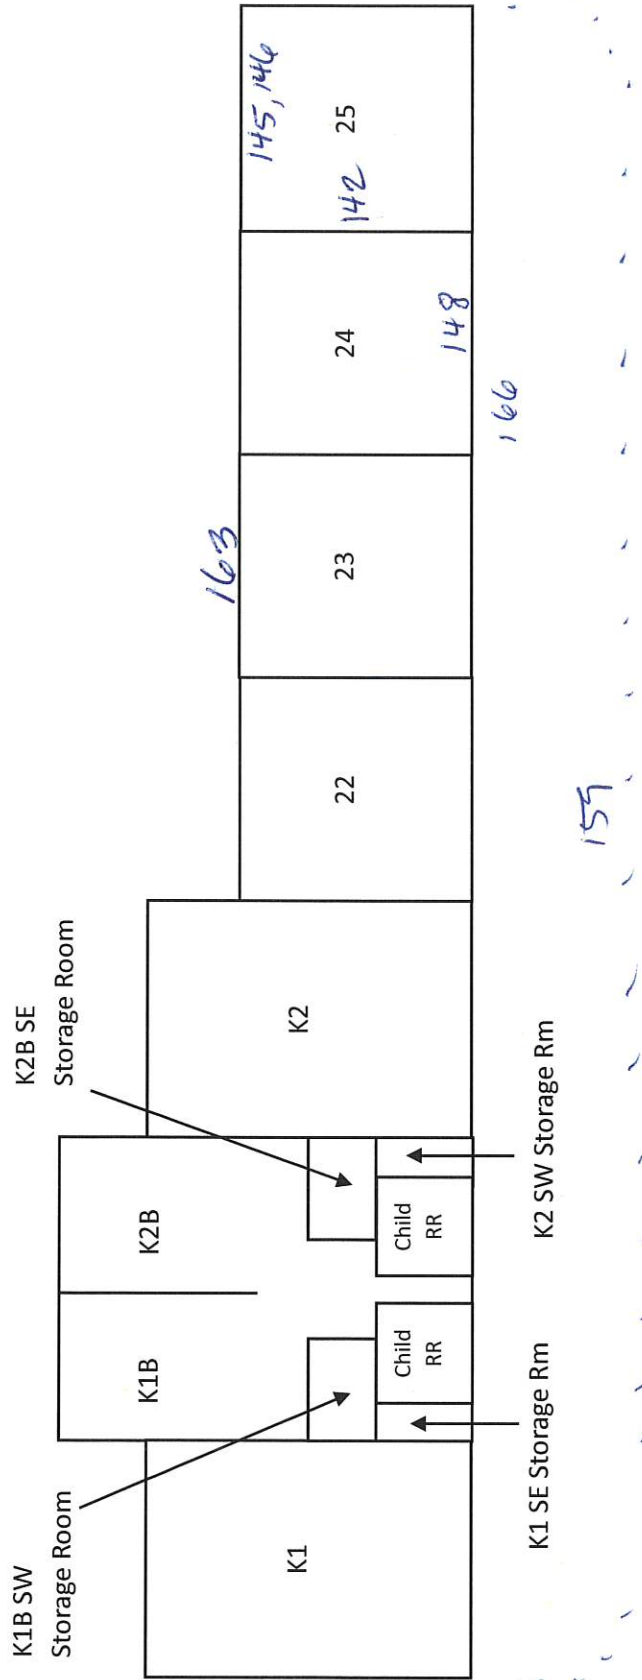 K1B SW
Storage Room
K2B SE
Storage Room
163
145, 146
K1B
K2B
K1
Child
RR
Child
RR
K2
22
23
24
142
25
148
K1 SE Storage Rm
K2 SW Storage Rm
166
159